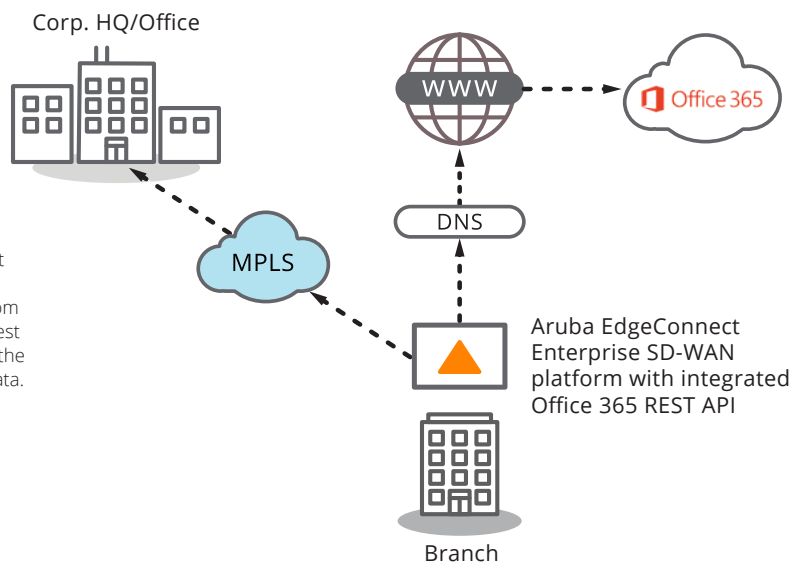 Corp. HQ/Office
WWW
Office 365
DNS
MPLS
the
Aruba EdgeConnect
Enterprise SD-WAN
platform with integrated
Office 365 REST API
Branch